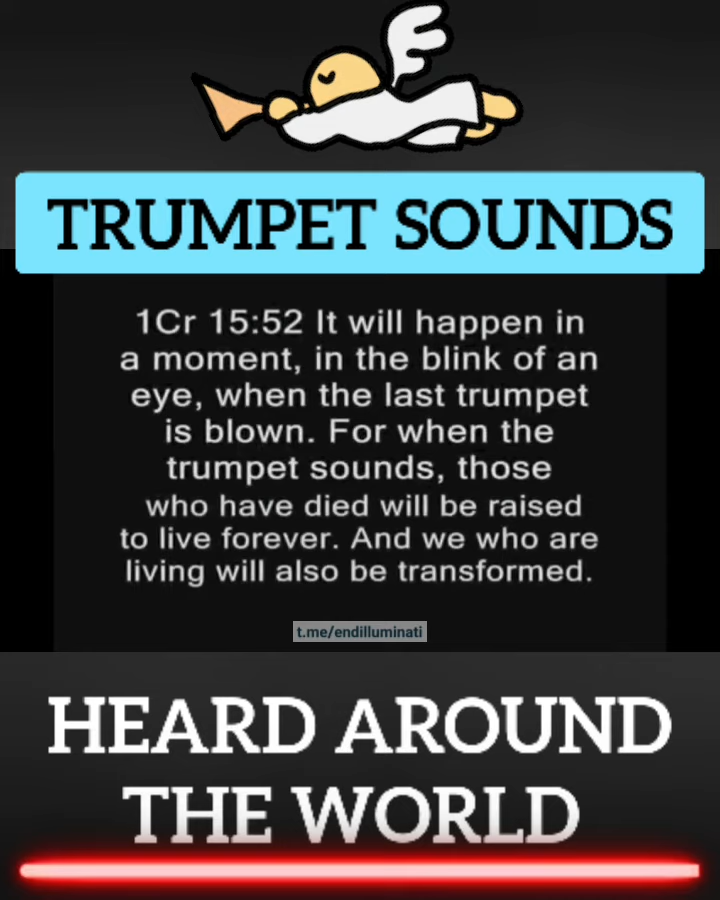 TRUMPET SOUNDS
1Cr 15:52 It will happen in
a moment, in the blink of an
eye, when the last trumpet
is blown. For when the
trumpet sounds, those
who have died will be raised
to live forever. And we who are
living will also be transformed.
t.me/endilluminati
HEARD AROUND
THE WORLD